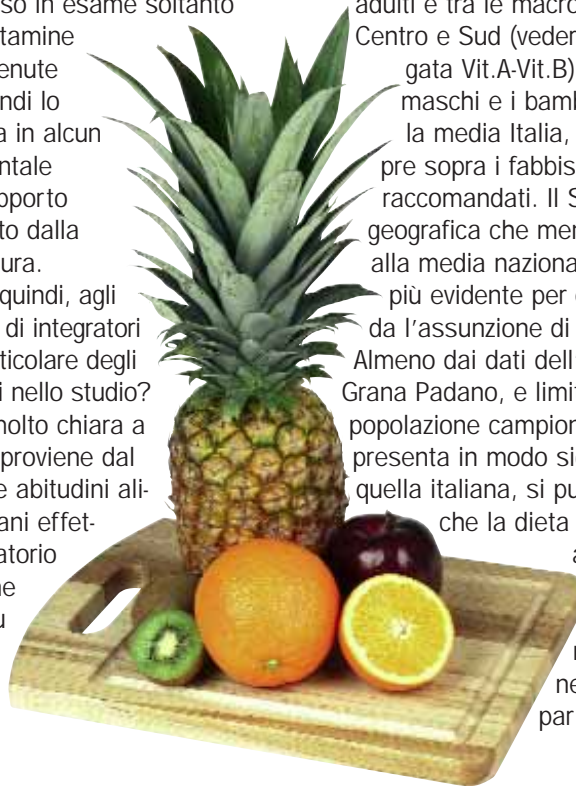 so in esame soltanto
tamine
enute
ndi lo
a in alcun
ntale
pporto
to dalla
ura.
quindi, agli
di integratori
ticolare degli
i nello studio?
molto chiara a
proviene dal
e abitudini ali-
ani effet-
atorio
ne
u
adulti e tra le macro
Centro e Sud (veder
gata Vit.A-Vit.B)
maschi e i bamb
la media Italia,
pre sopra i fabbis
raccomandati. Il S
geografica che mer
alla media naziona
più evidente per
da l'assunzione di
Almeno dai dati dell'
Grana Padano, e limit
popolazione campion
presenta in modo sig
quella italiana, si pu
che la dieta
a
ne
par